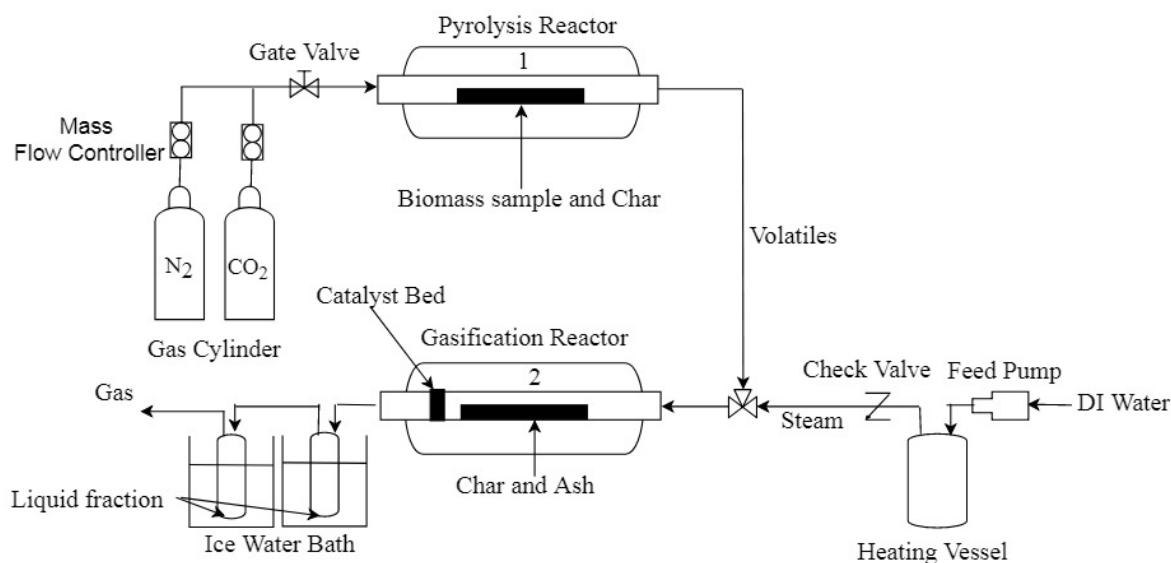 Pyrolysis Reactor
1
Gate Valve
Mass
Flow Controller
Biomass sample and Char
N2
CO2
Gas Cylinder
Volatiles
Catalyst Bed
Gasification Reactor
2
Check Valve
Feed Pump
Gas
DI Water
Steam
Char and Ash
Liquid fraction
Ice Water Bath
Heating Vessel